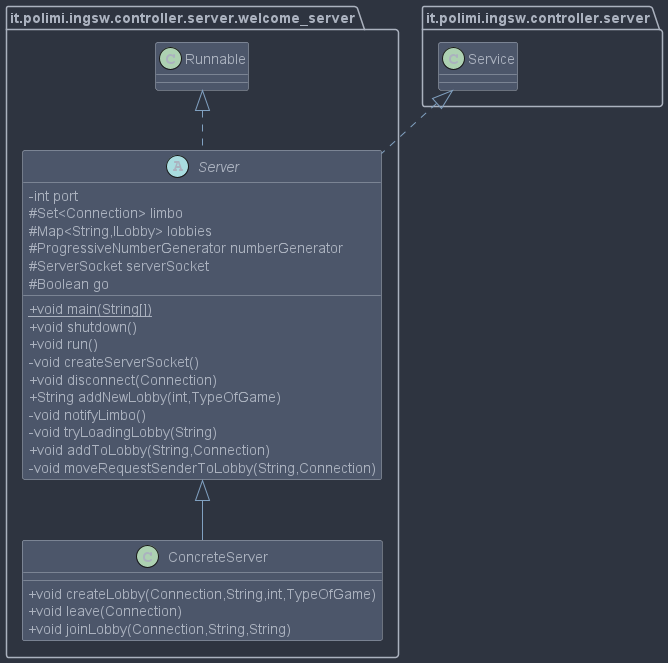 it.polimi.ingsw.controller.server.welcome_server
it.polimi.ingsw.controller.server
C Runnable
C Service
A Server
-int port
#Set<Connection> limbo
#Map<String,ILobby> lobbies
#ProgressiveNumberGenerator numberGenerator
#ServerSocket serverSocket
#Boolean go
+void main(String[])
+void shutdown()
+void run()
-void createServerSocket()
+void disconnect(Connection)
+String addNewLobby(int,TypeOfGame)
-void notifyLimbo()
-void tryLoadingLobby(String)
+void addToLobby(String,Connection)
-void moveRequestSenderToLobby(String,Connection)
C ConcreteServer
+void createLobby(Connection,String,int,TypeOfGame)
+void leave(Connection)
+void joinLobby(Connection,String,String)